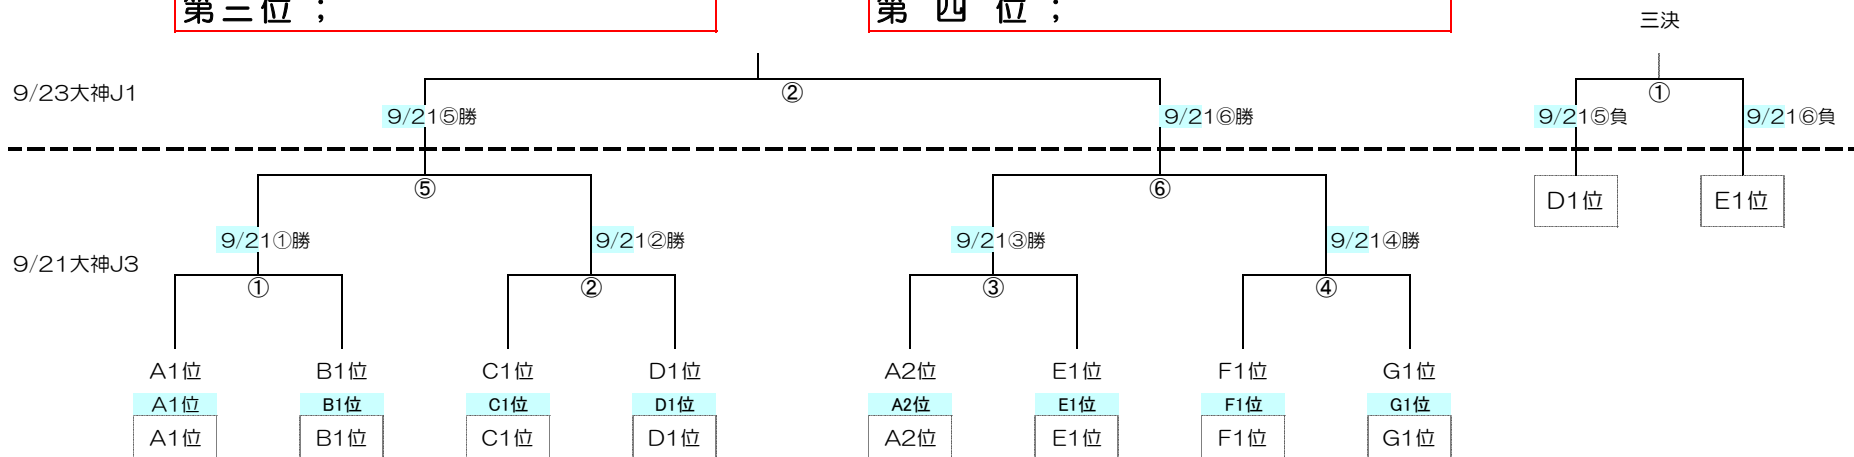 第三位； 第四位；
三決
9/23大神J1 ② ①
9/21⑤勝 9/21⑥勝 9/21⑤負 9/21⑥負
⑤ ⑥ D1位 E1位
9/21①勝 9/21②勝 9/21③勝 9/21④勝
9/21大神J3
① ② ③ ④
A1位 B1位 C1位 D1位 A2位 E1位 F1位 G1位
A1位 B1位 C1位 D1位 A2位 E1位 F1位 G1位
A1位 B1位 C1位 D1位 A2位 E1位 F1位 G1位